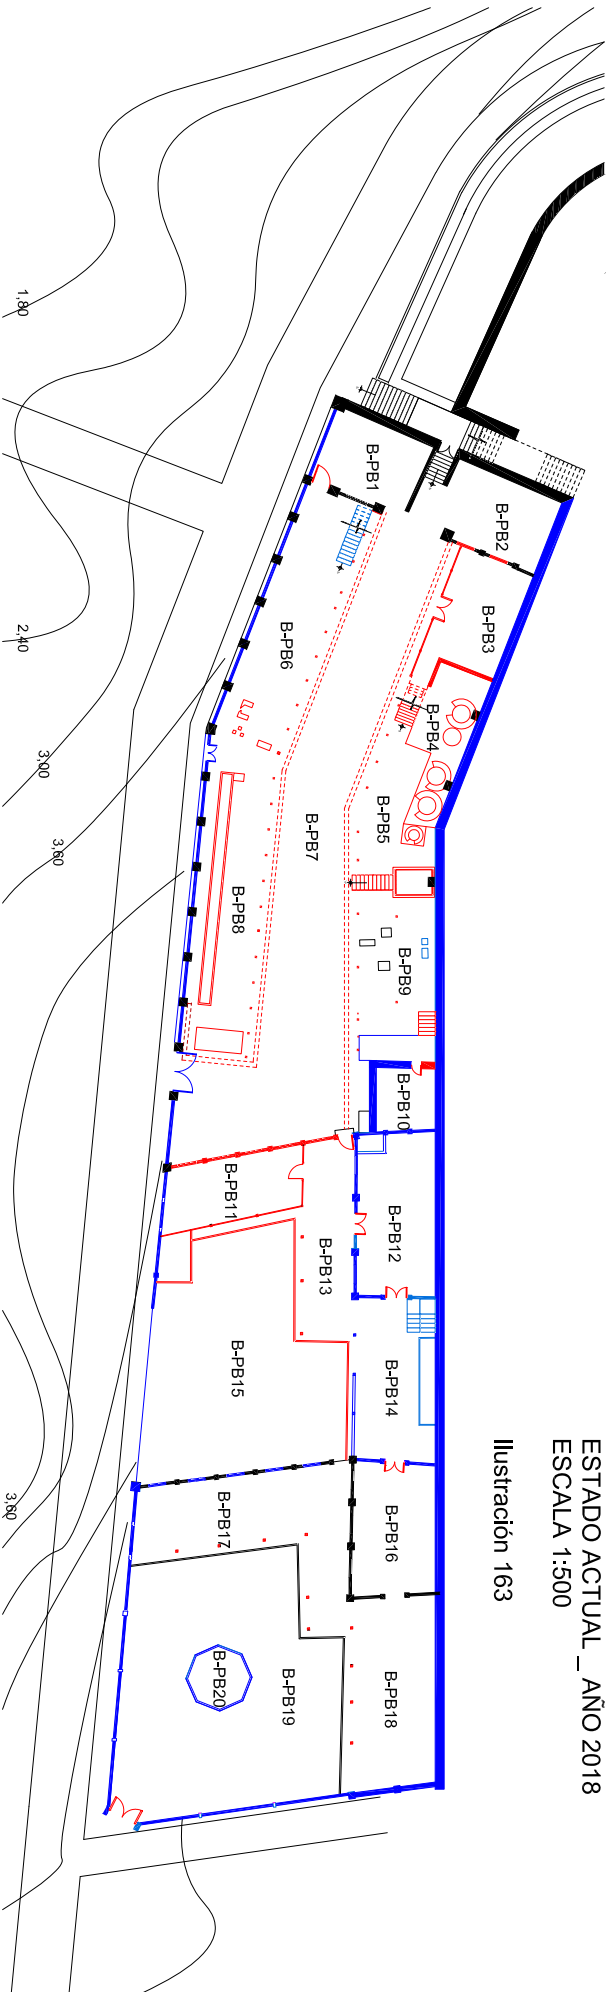 ESTADO ACTUAL _ AÑO 2018
ESCALA 1:500
Ilustración 163
B-PB1
B-PB2
B-PB3
B-PB4
B-PB5
B-PB6
B-PB7
B-PB8
B-PB9
B-PB10
B-PB11
B-PB12
B-PB13
B-PB14
B-PB15
B-PB16
B-PB17
B-PB18
B-PB19
B-PB20
1,80
2,40
3,00
3,60
3,60